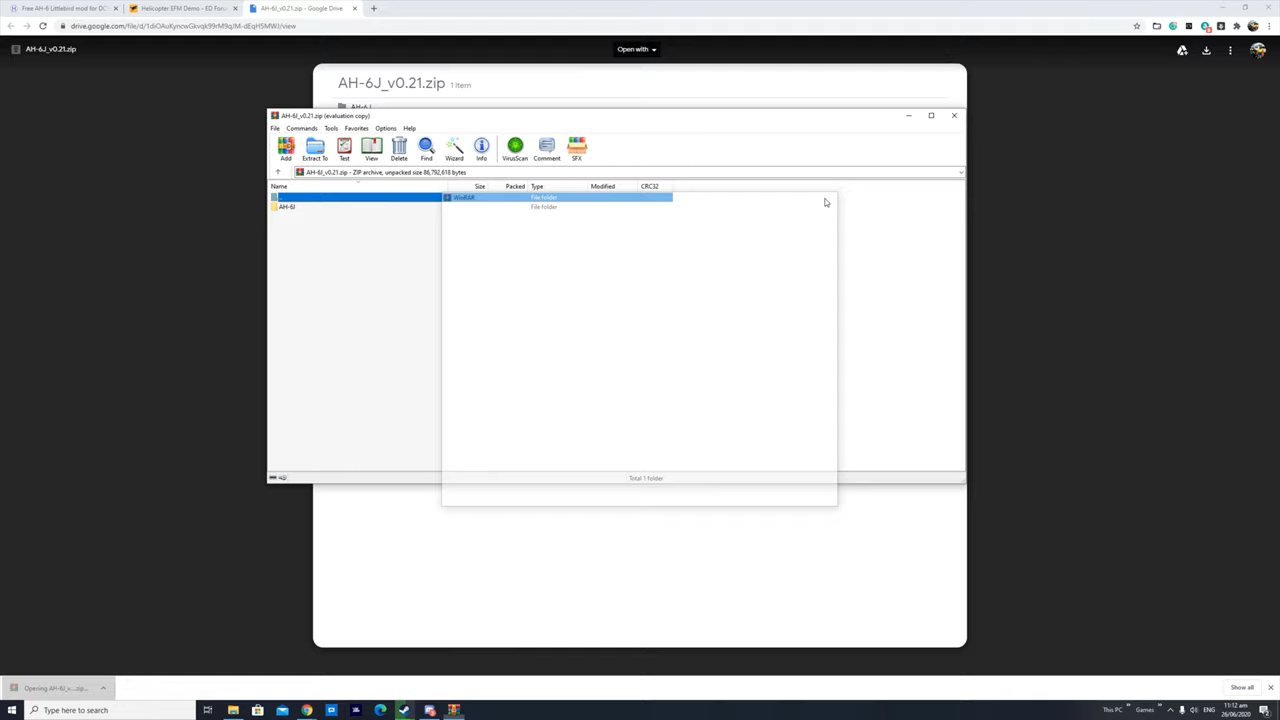 Free AH-6 Littlebird mod for DC
Helicopter EFM Demo - ED Foru
AH-6J_v0.21.zip - Google Drive
drive.google.com/file/d/1diOAuKyncwGkvqk99rM9qJM-dEqH5MWJ/view
AH-6J_v0.21.zip
Open with
AH-6J_v0.21.zip 1 Item
AH-6J
AH-6J_v0.21.zip (evaluation copy)
File Commands Tools Favorites Options Help
Add Extract To Test View Delete Find Wizard Info VirusScan Comment SFX
AH-6J_v0.21.zip - ZIP archive, unpacked size 86,792,618 bytes
Name Size Packed Type Modified CRC32
.. WinRAR File folder
AH-6J File folder
Total 1 folder
Opening AH-6J_v....zip...
Show all
Type here to search
This PC Games ENG 11:12 am
26/06/2020